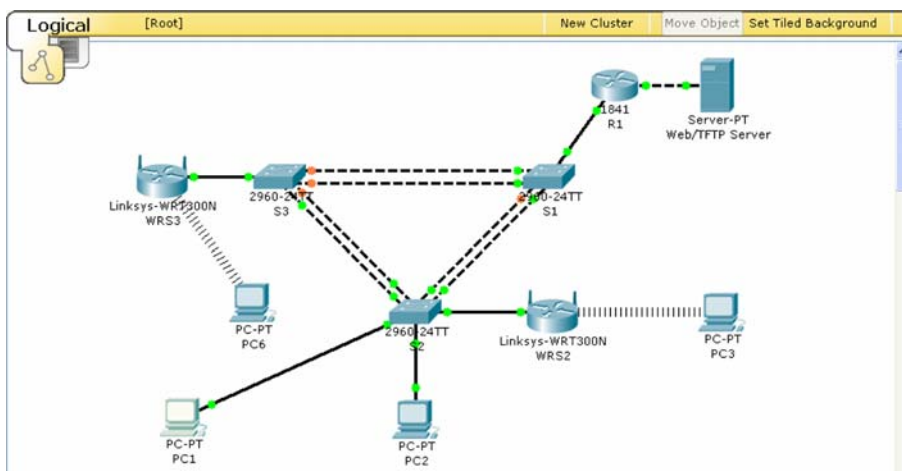 Logical
[Root]
New Cluster
Move Object
Set Tiled Background
1841
R1
Server-PT
Web/TFTP Server
Linksys-WRT300N
WRS3
2960-24TT
S3
2960-24TT
S1
PC-PT
PC6
2960-24TT
S2
Linksys-WRT300N
WRS2
PC-PT
PC3
PC-PT
PC1
PC-PT
PC2